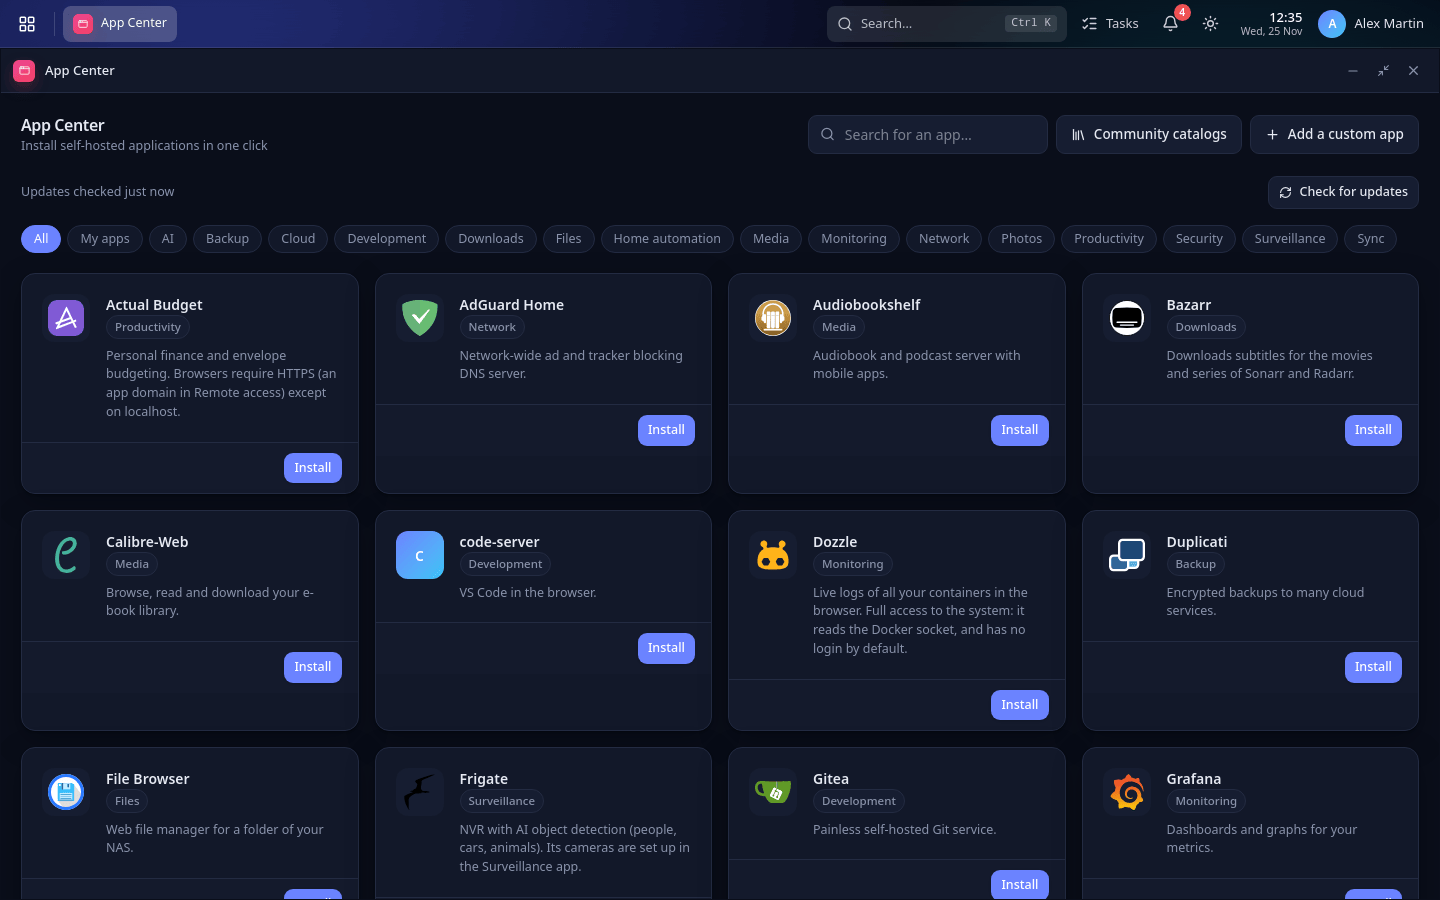 App Center
Search...
Ctrl K
Tasks
4
12:35
Wed, 25 Nov
A
Alex Martin
App Center
App Center
Install self-hosted applications in one click
Search for an app...
Community catalogs
Add a custom app
Updates checked just now
Check for updates
All
My apps
AI
Backup
Cloud
Development
Downloads
Files
Home automation
Media
Monitoring
Network
Photos
Productivity
Security
Surveillance
Sync
Actual Budget
Productivity
Personal finance and envelope
budgeting. Browsers require HTTPS (an
app domain in Remote access) except
on localhost.
Install
AdGuard Home
Network
Network-wide ad and tracker blocking
DNS server.
Install
Audiobookshelf
Media
Audiobook and podcast server with
mobile apps.
Install
Bazarr
Downloads
Downloads subtitles for the movies
and series of Sonarr and Radarr.
Install
Calibre-Web
Media
Browse, read and download your e-
book library.
Install
C
code-server
Development
VS Code in the browser.
Install
Dozzle
Monitoring
Live logs of all your containers in the
browser. Full access to the system: it
reads the Docker socket, and has no
login by default.
Install
Duplicati
Backup
Encrypted backups to many cloud
services.
Install
File Browser
Files
Web file manager for a folder of your
NAS.
Frigate
Surveillance
NVR with AI object detection (people,
cars, animals). Its cameras are set up in
the Surveillance app.
Gitea
Development
Painless self-hosted Git service.
Install
Grafana
Monitoring
Dashboards and graphs for your
metrics.